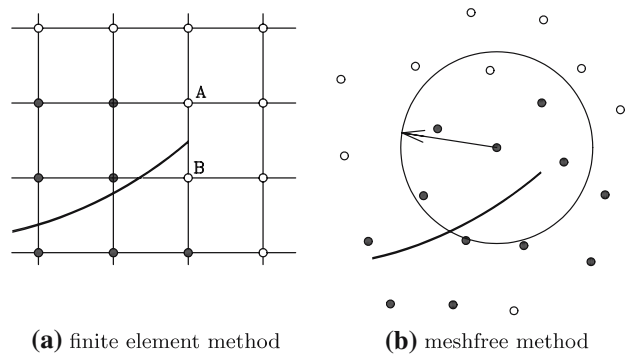 A
B
(a) finite element method
(b) meshfree method